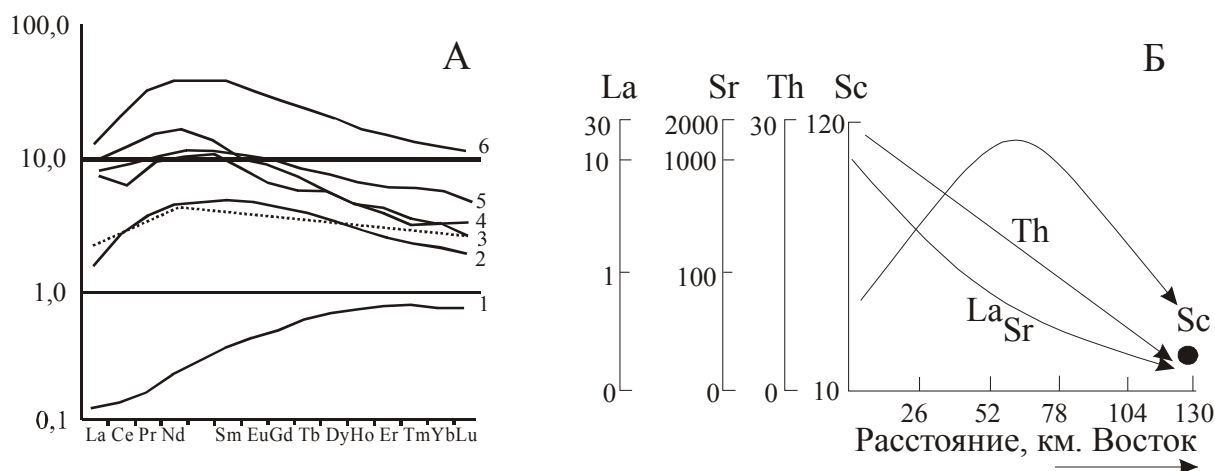 100,0
10,0
1,0
0,1
А
6
5
4
3
2
1
La Ce Pr Nd Sm Eu Gd Tb Dy Ho Er Tm Yb Lu
Б
La Sr Th Sc
30 2000 30 120
10 1000
1 100
0 0 0 10
Th
La Sr
Sc
26 52 78 104 130
Расстояние, км. Восток